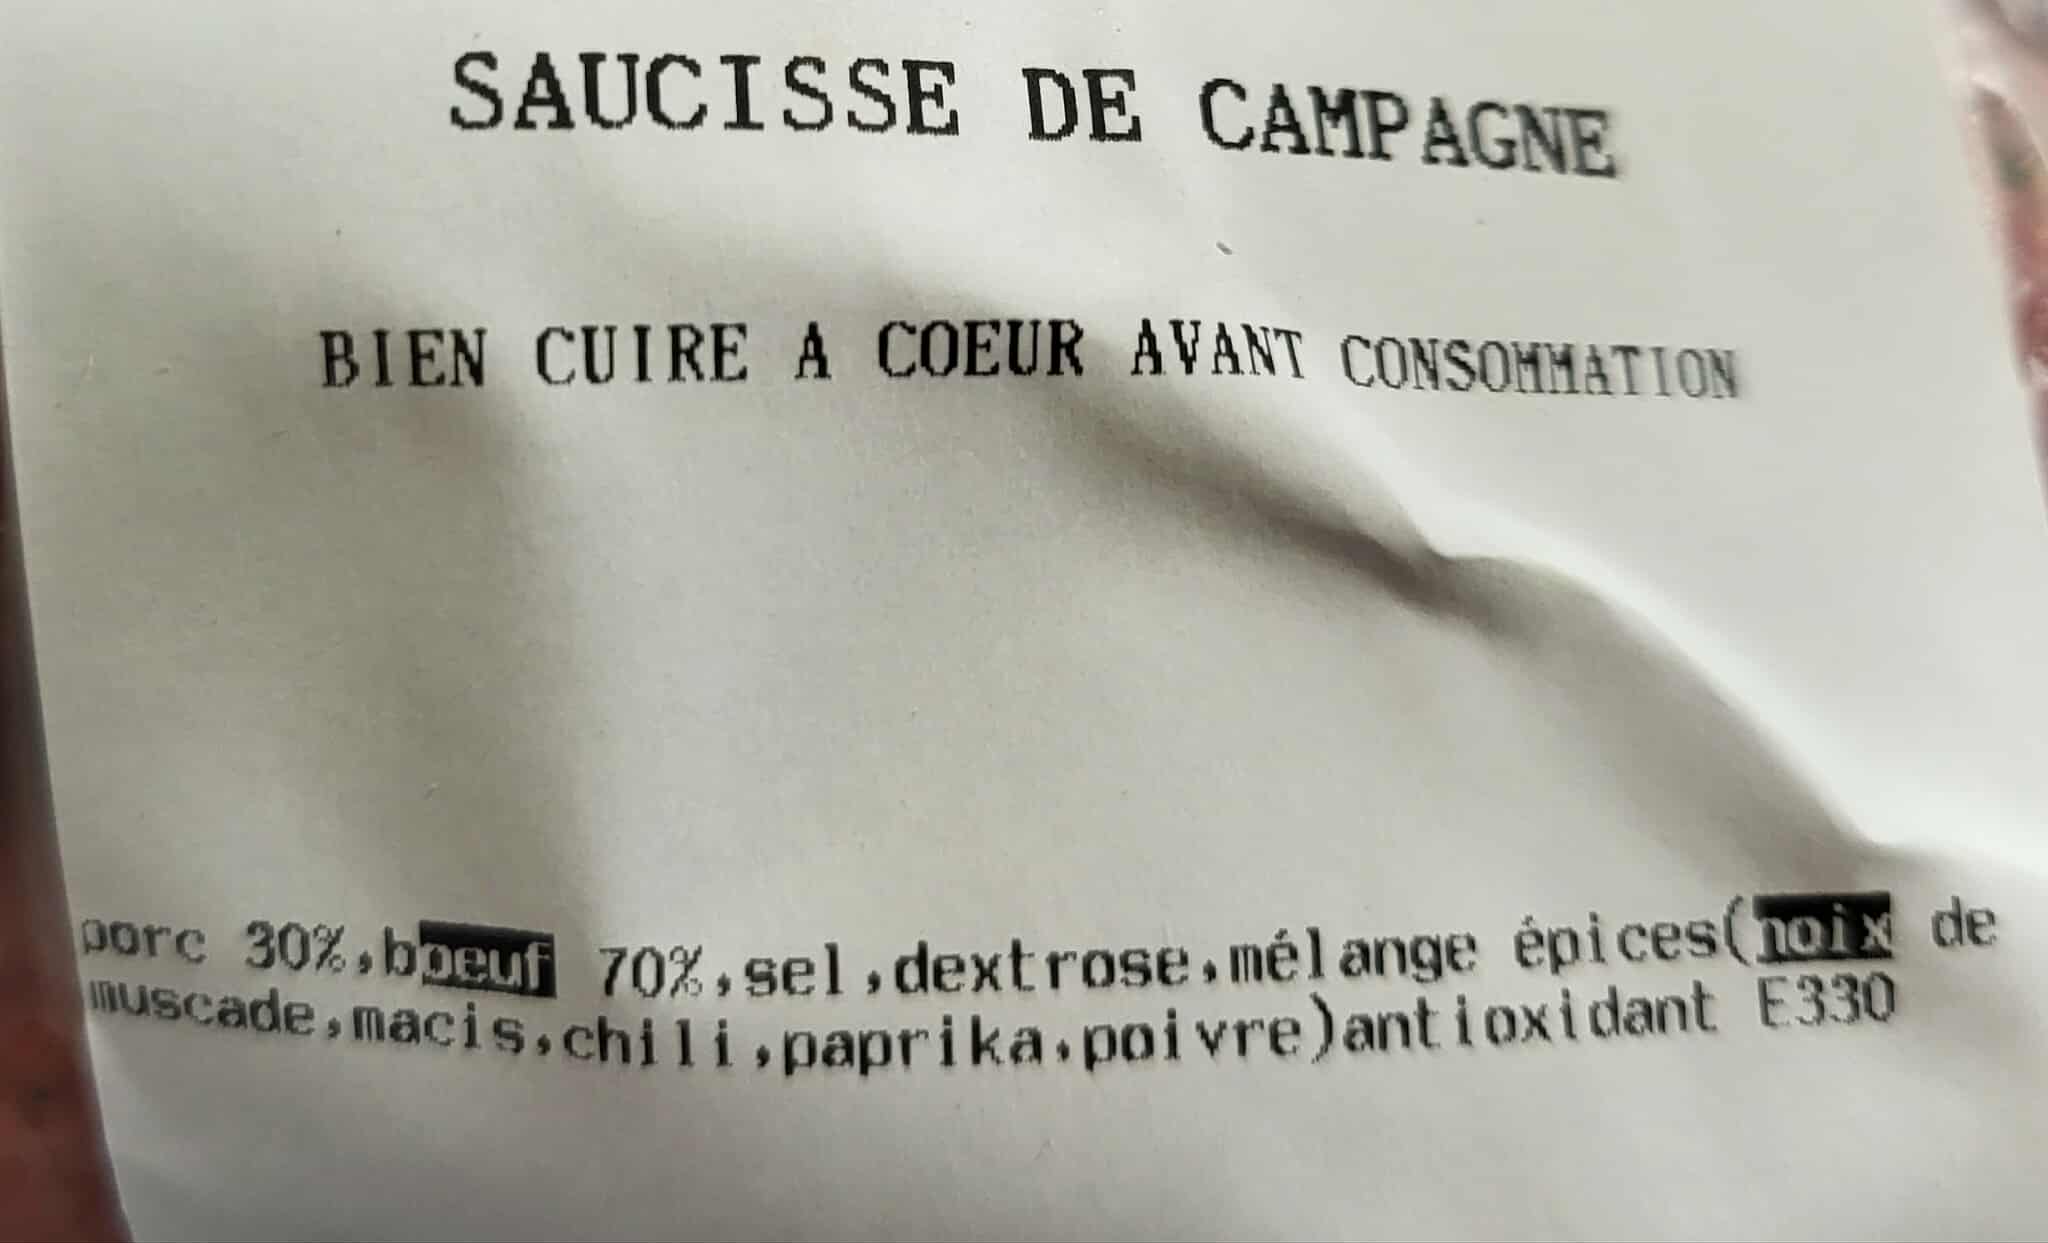 SAUCISSE DE CAMPAGNE
BIEN CUIRE A COEUR AVANT CONSOMMATION
porc 30%,boeuf 70%,sel,dextrose,mélange épices(noix de
muscade,macis,chili,paprika,poivre)antioxidant E330